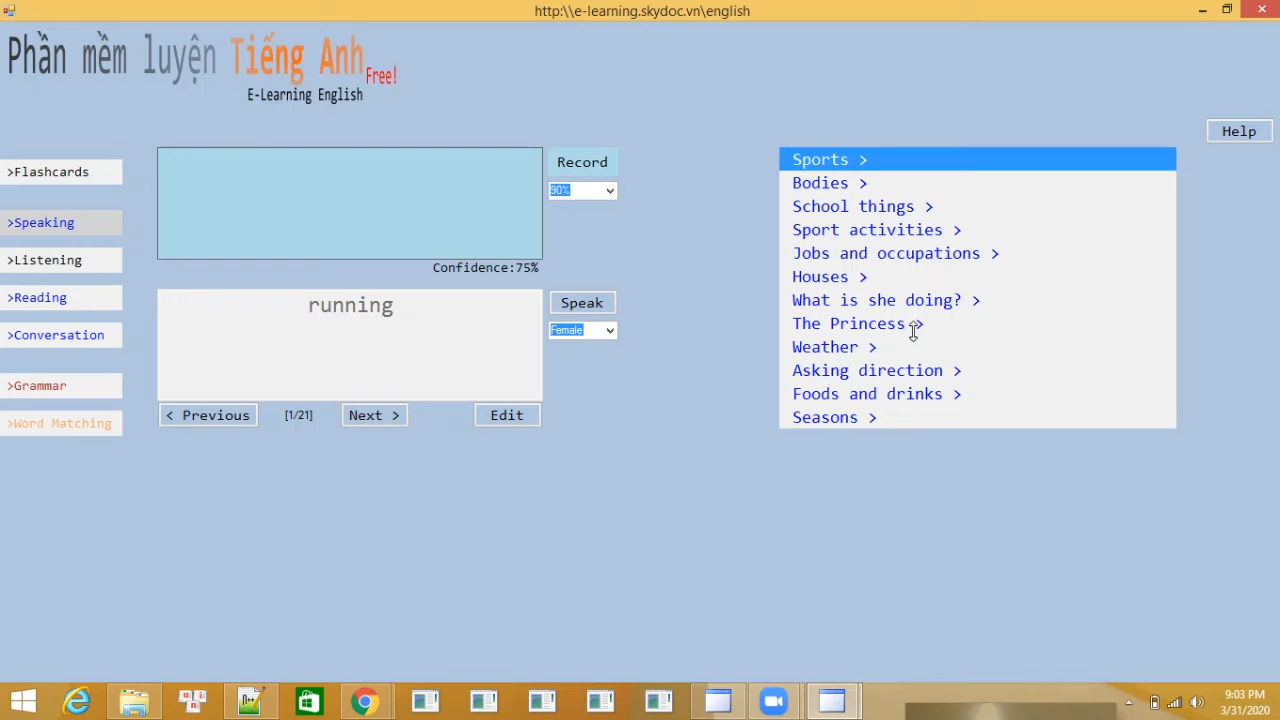 http:\\e-learning.skydoc.vn\english
Phần mềm luyện Tiếng Anh Free!
E-Learning English
Help
>Flashcards
>Speaking
>Listening
>Reading
>Conversation
>Grammar
>Word Matching
Record
90%
Confidence:75%
running
Speak
Female
< Previous
[1/21]
Next >
Edit
Sports >
Bodies >
School things >
Sport activities >
Jobs and occupations >
Houses >
What is she doing? >
The Princess >
Weather >
Asking direction >
Foods and drinks >
Seasons >
9:03 PM
3/31/2020